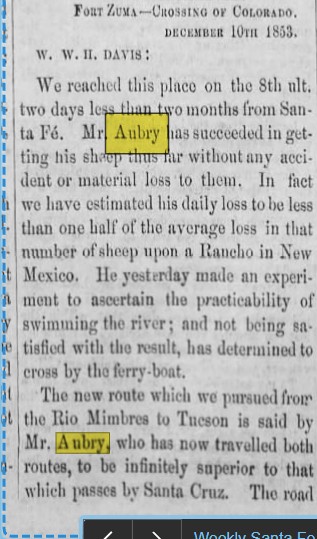 FORT ZUMA—CROSSING OF COLORADO.
DECEMBER 10TH 1853.
W. W. H. DAVIS:
We reached this place on the 8th ult.
two days less than two months from San-
ta Fé. Mr. Aubry has succeeded in get-
ting his sheep thus far without any acci-
dent or material loss to them. In fact
we have estimated his daily loss to be less
than one half of the average loss in that
number of sheep upon a Rancho in New
Mexico. He yesterday made an experi-
ment to ascertain the practicability of
swimming the river; and not being sa-
tisfied with the result, has determined to
cross by the ferry-boat.
The new route which we pursued from
the Rio Mimbres to Tucson is said by
Mr. Aubry, who has now travelled both
routes, to be infinitely superior to that
which passes by Santa Cruz. The road
Weekly Santa Fe